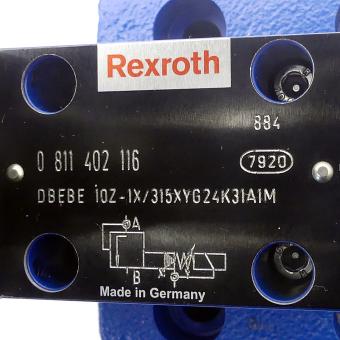 Rexroth
884
0 811 402 116
7920
DBEBE 10Z-1X/315XYG24K31A1M
A
B
Made in Germany